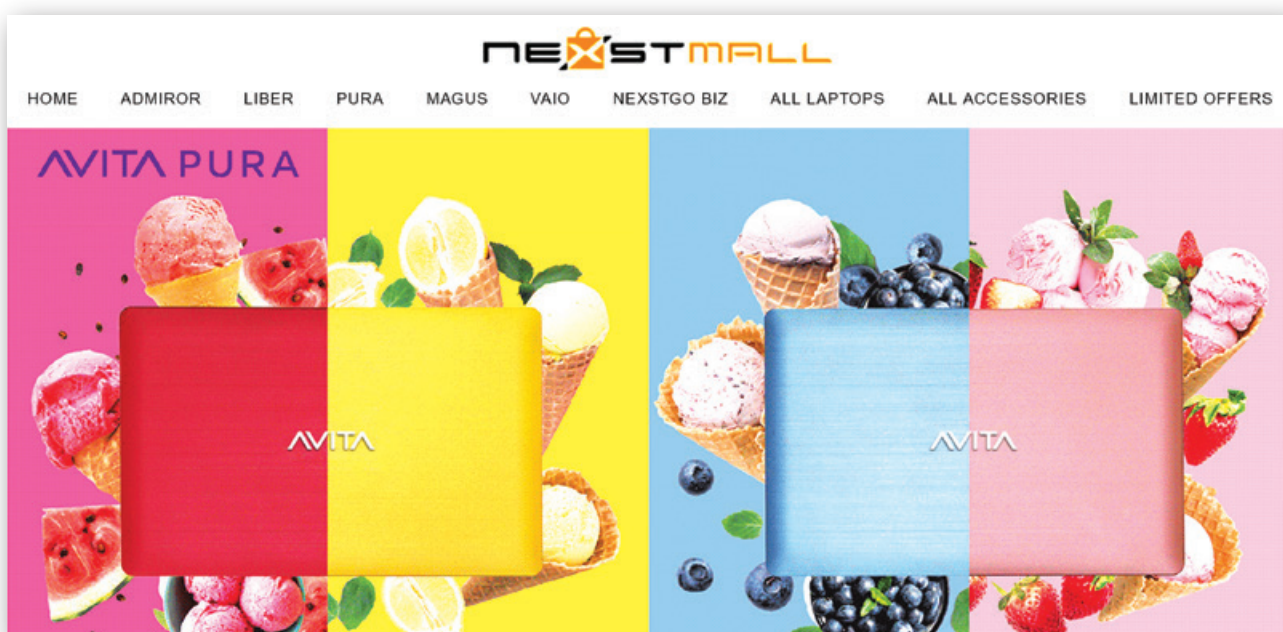 NEXSTMALL
HOME ADMIROR LIBER PURA MAGUS VAIO NEXSTGO BIZ ALL LAPTOPS ALL ACCESSORIES LIMITED OFFERS
AVITA PURA
AVITA AVITA